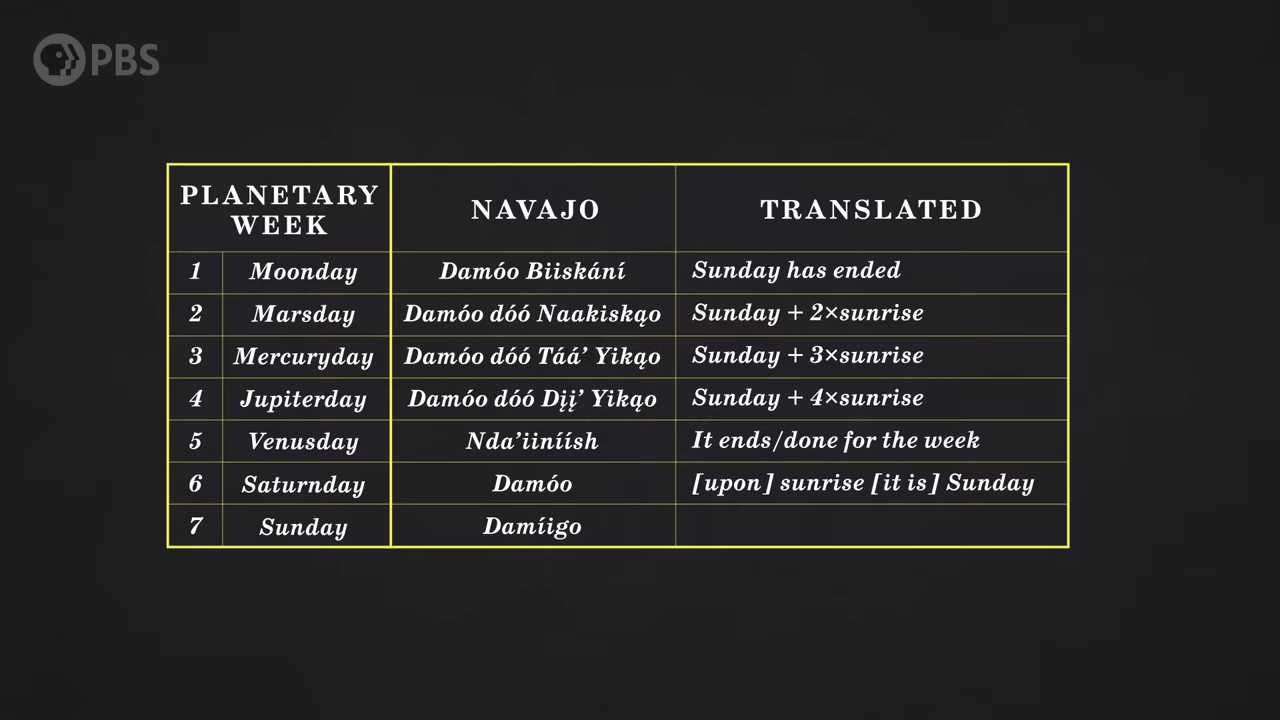 PBS
PLANETARY
WEEK
NAVAJO
TRANSLATED
1 Moonday Damóo Biiskání Sunday has ended
2 Marsday Damóo dóó Naakiskąo Sunday + 2×sunrise
3 Mercuryday Damóo dóó Táá’ Yikąo Sunday + 3×sunrise
4 Jupiterday Damóo dóó Dįį’ Yikąo Sunday + 4×sunrise
5 Venusday Nda’iiníísh It ends/done for the week
6 Saturnday Damóo [upon] sunrise [it is] Sunday
7 Sunday Damíigo